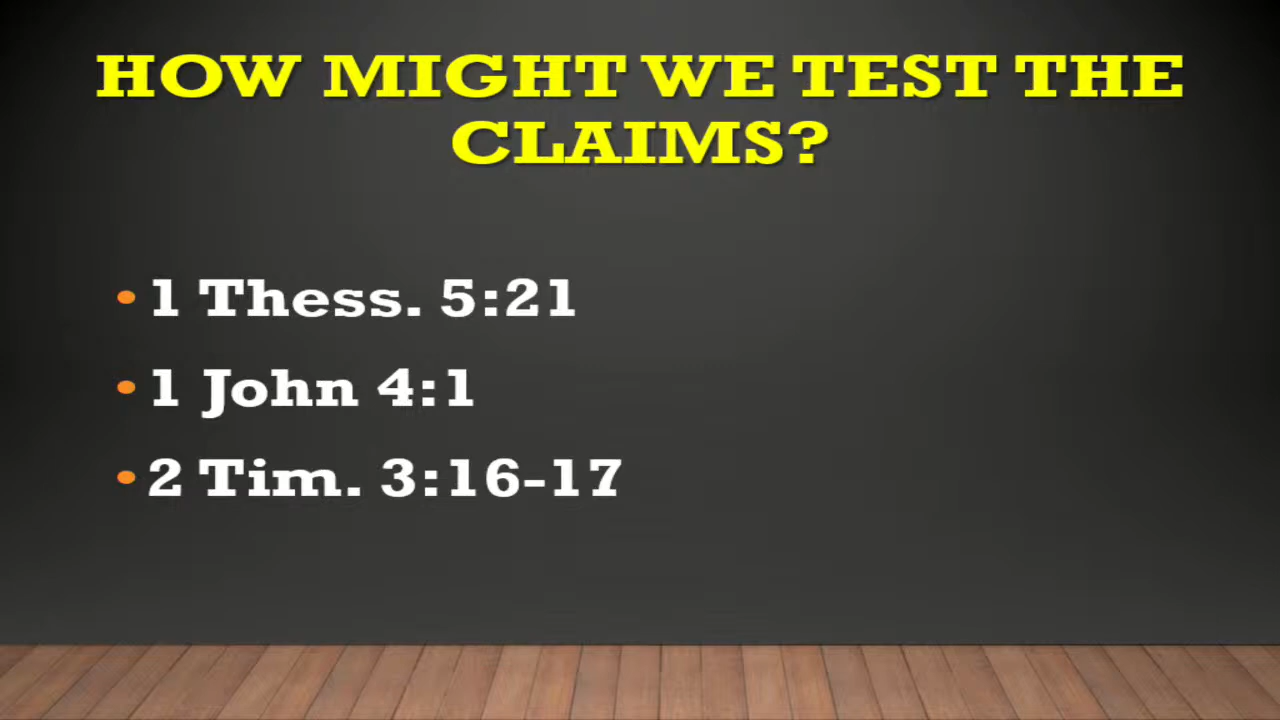 HOW MIGHT WE TEST THE
CLAIMS?
• 1 Thess. 5:21
• 1 John 4:1
• 2 Tim. 3:16-17